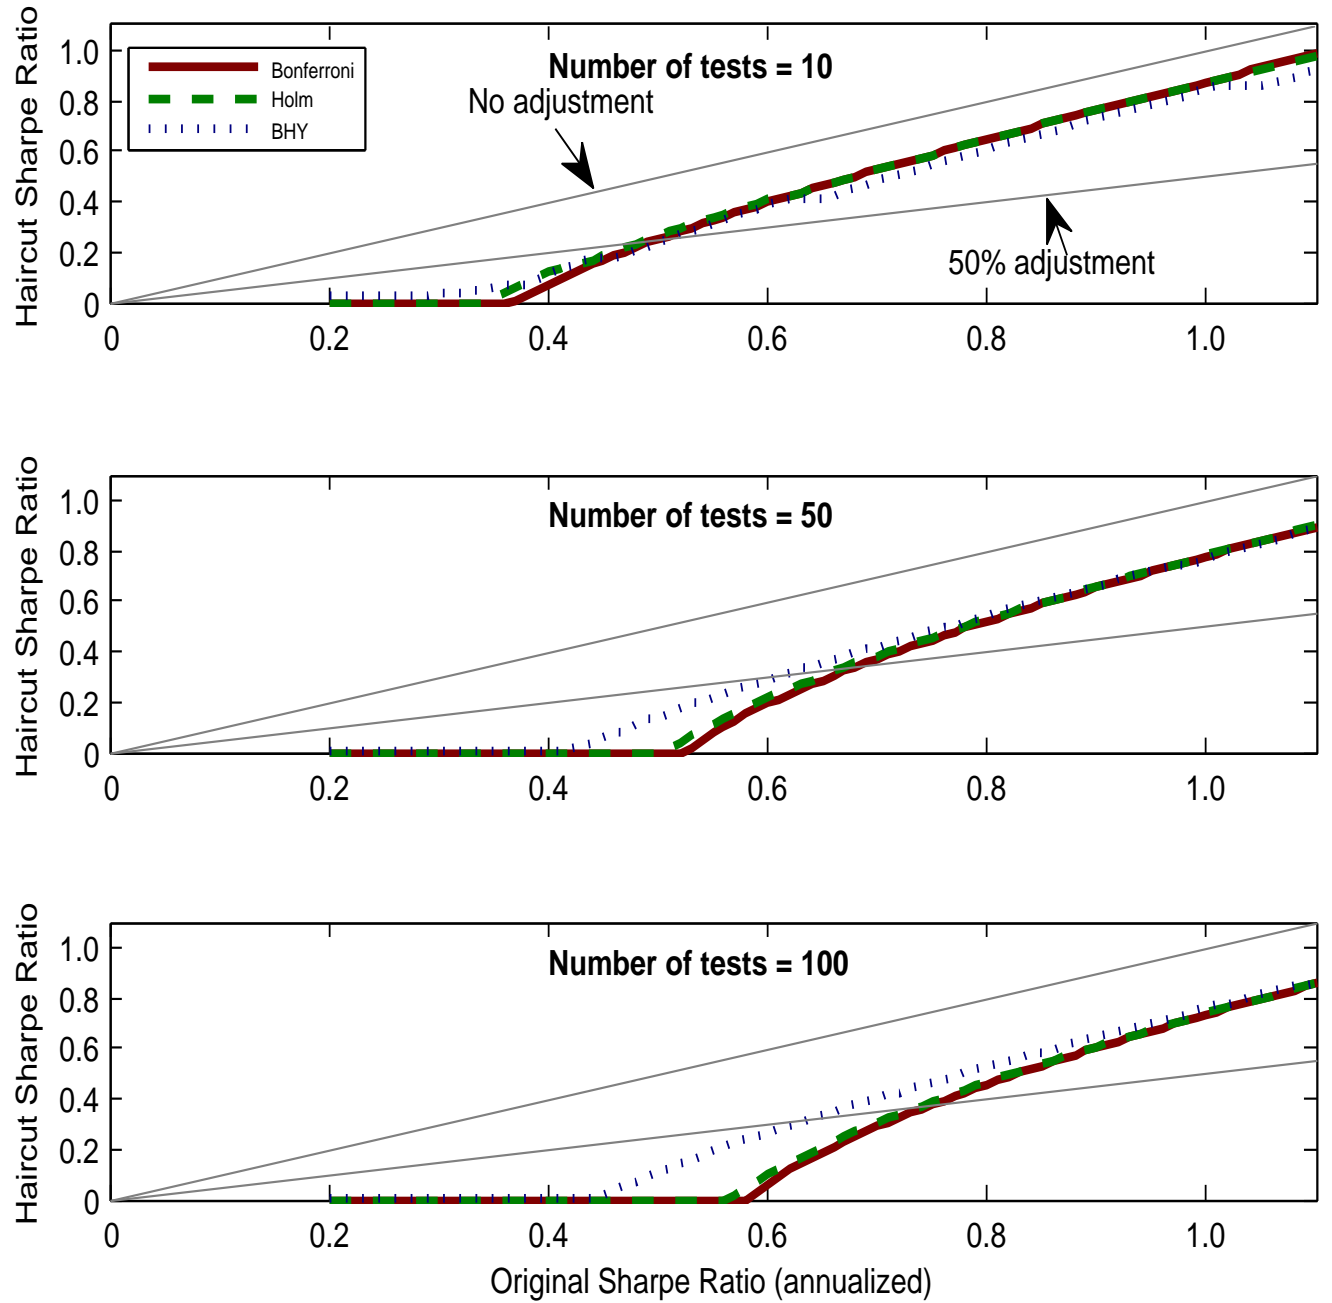 Number of tests = 10
No adjustment
50% adjustment
Bonferroni
Holm
BHY
Haircut Sharpe Ratio
1.0
0.8
0.6
0.4
0.2
0
0 0.2 0.4 0.6 0.8 1.0
Number of tests = 50
Haircut Sharpe Ratio
1.0
0.8
0.6
0.4
0.2
0
0 0.2 0.4 0.6 0.8 1.0
Number of tests = 100
Haircut Sharpe Ratio
1.0
0.8
0.6
0.4
0.2
0
0 0.2 0.4 0.6 0.8 1.0
Original Sharpe Ratio (annualized)